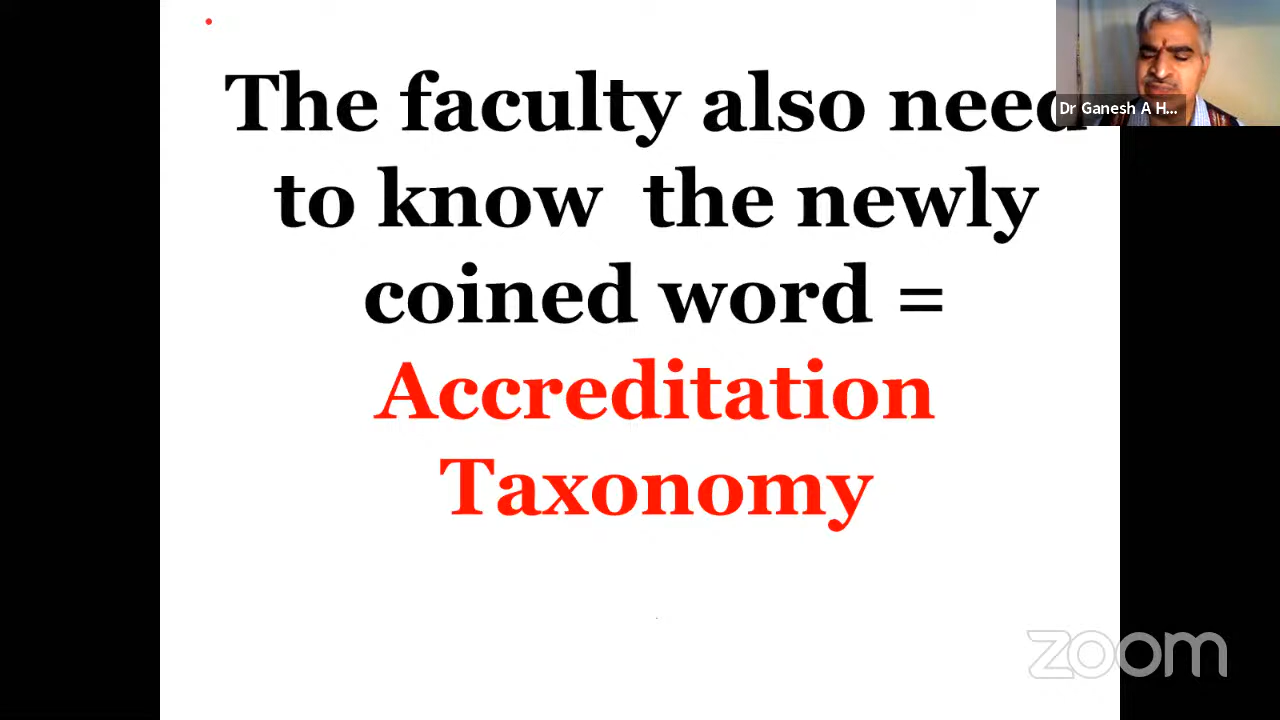 The faculty also need
to know the newly
coined word =
Accreditation
Taxonomy
Dr Ganesh A H...
zoom